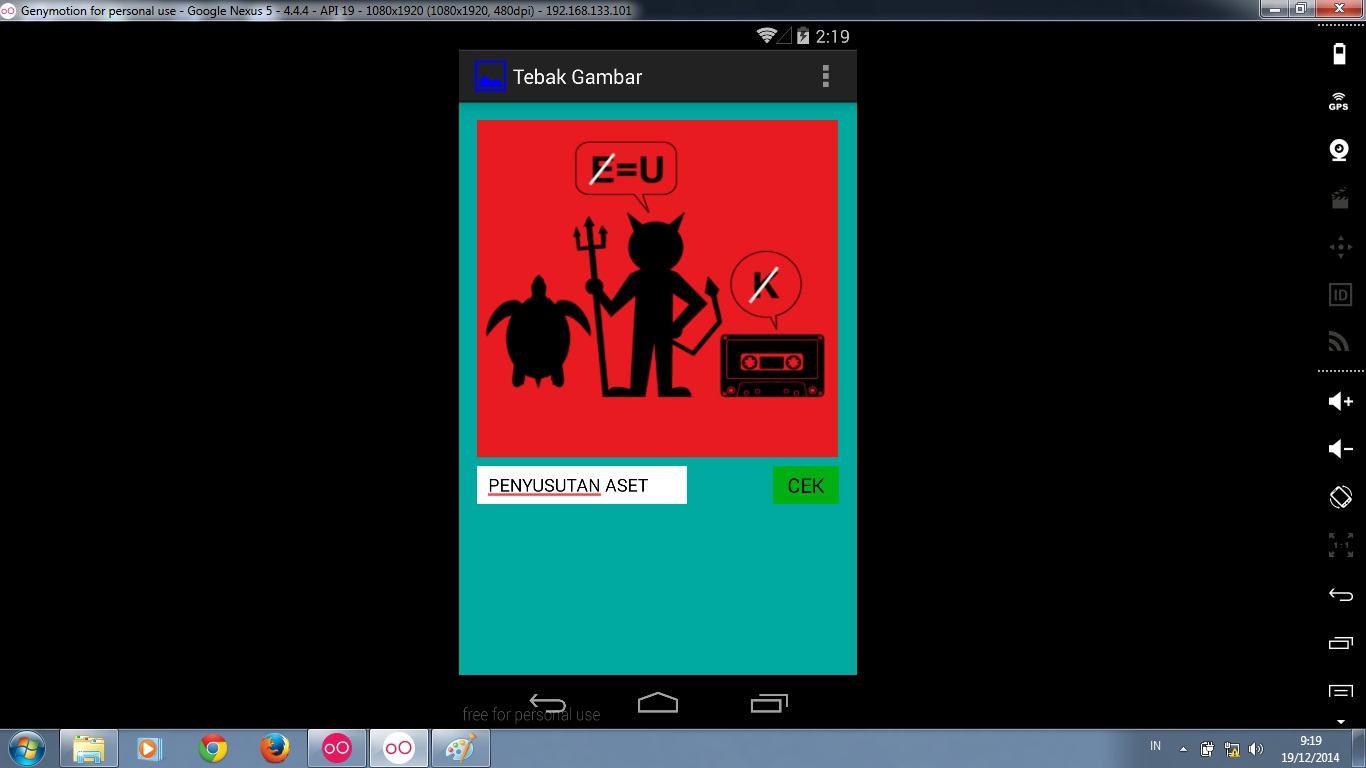 Genymotion for personal use - Google Nexus 5 - 4.4.4 - API 19 - 1080x1920 (1080x1920, 480dpi) - 192.168.133.101
2:19
Tebak Gambar
E=U
K
PENYUSUTAN ASET
CEK
free for personal use
GPS
ID
1:1
IN
9:19
19/12/2014